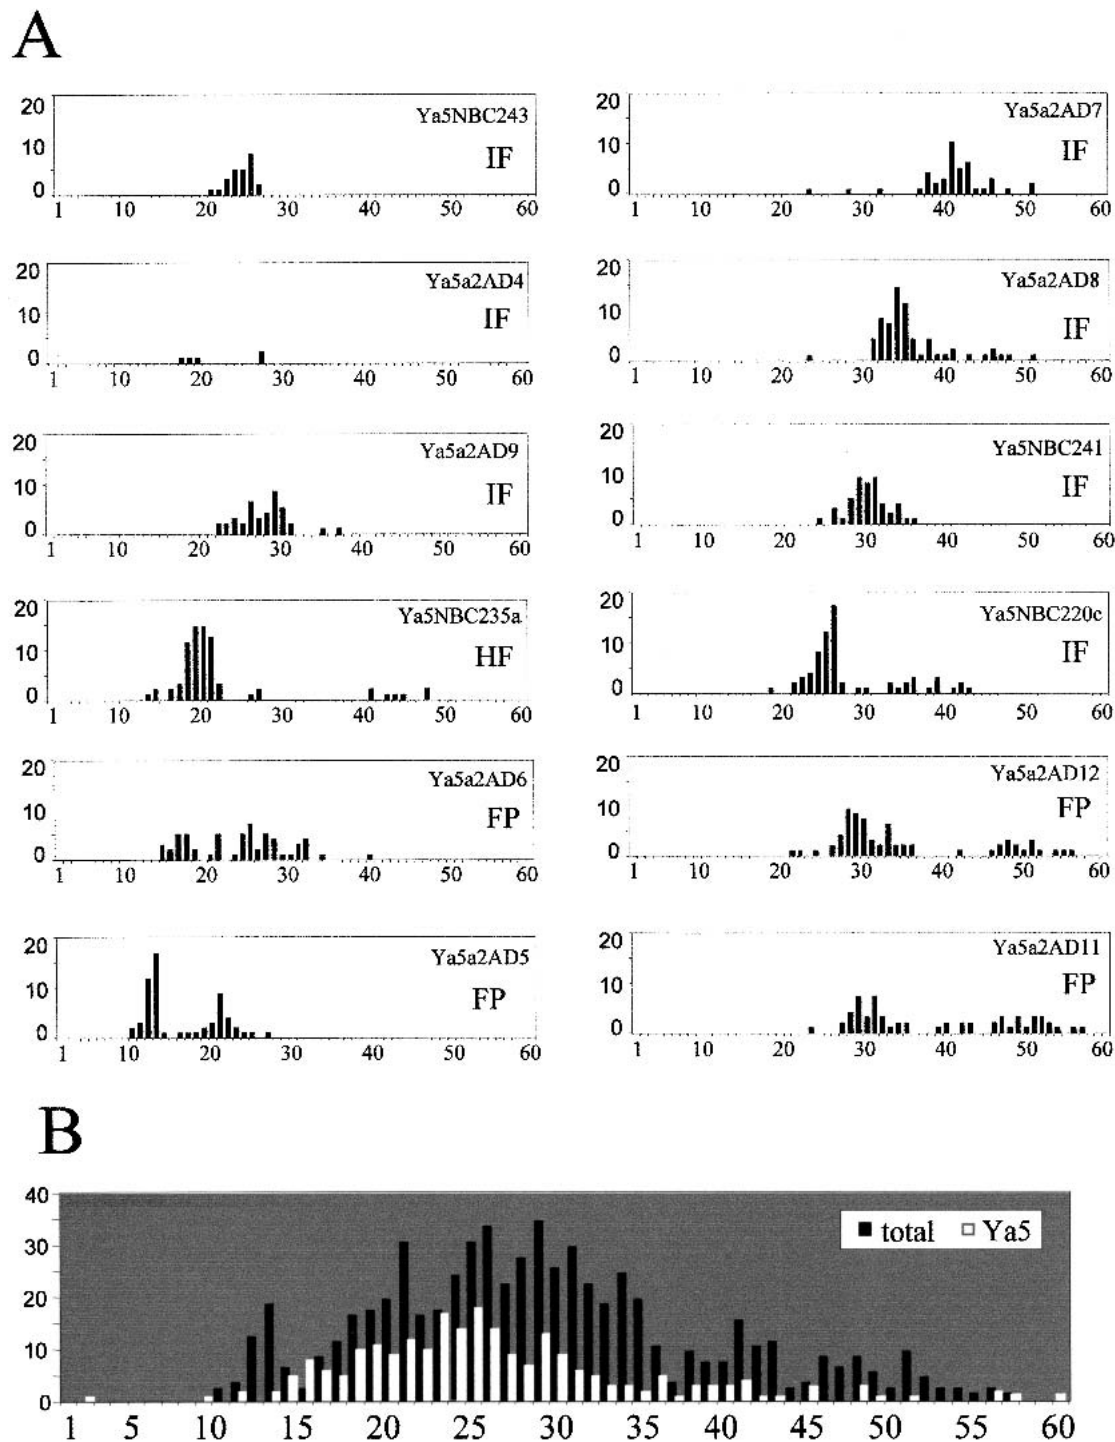 A
20
10
0
Ya5NBC243
IF
1 10 20 30 40 50 60
20
10
0
Ya5a2AD7
IF
1 10 20 30 40 50 60
20
10
0
Ya5a2AD4
IF
1 10 20 30 40 50 60
20
10
0
Ya5a2AD8
IF
1 10 20 30 40 50 60
20
10
0
Ya5a2AD9
IF
1 10 20 30 40 50 60
20
10
0
Ya5NBC241
IF
1 10 20 30 40 50 60
20
10
0
Ya5NBC235a
HF
1 10 20 30 40 50 60
20
10
0
Ya5NBC220c
IF
1 10 20 30 40 50 60
20
10
0
Ya5a2AD6
FP
1 10 20 30 40 50 60
20
10
0
Ya5a2AD12
FP
1 10 20 30 40 50 60
20
10
0
Ya5a2AD5
FP
1 10 20 30 40 50 60
20
10
0
Ya5a2AD11
FP
1 10 20 30 40 50 60
B
40
30
20
10
0
total Ya5
1 5 10 15 20 25 30 35 40 45 50 55 60